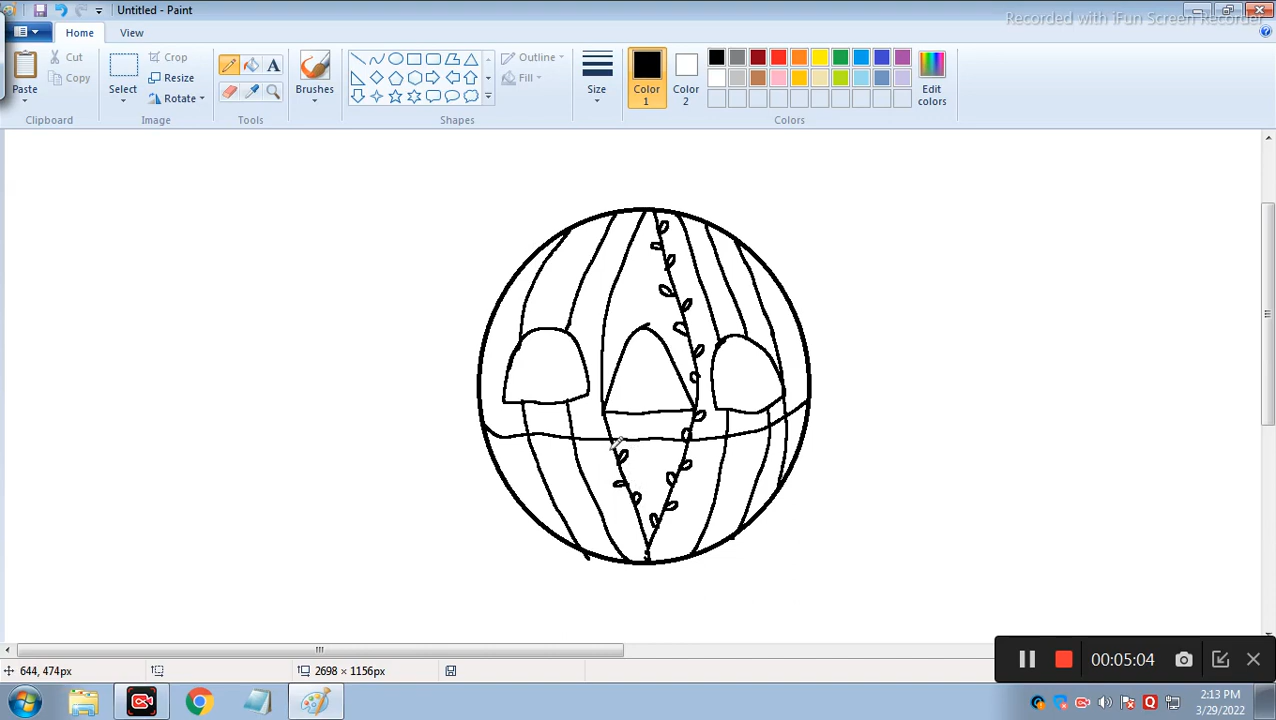 Untitled - Paint
Recorded with iFun Screen Recorder
Home
View
Paste
Cut
Copy
Clipboard
Select
Crop
Resize
Rotate
Image
A
Tools
Brushes
Shapes
Outline
Fill
Size
Color
1
Color
2
Edit
colors
Colors
644, 474px
2698 × 1156px
00:05:04
2:13 PM
3/29/2022